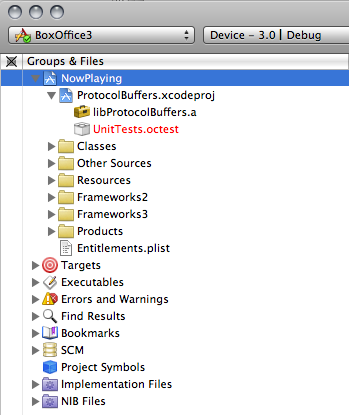 BoxOffice3 Device - 3.0 | Debug
Groups & Files
NowPlaying
ProtocolBuffers.xcodeproj
libProtocolBuffers.a
UnitTests.octest
Classes
Other Sources
Resources
Frameworks2
Frameworks3
Products
Entitlements.plist
Targets
Executables
Errors and Warnings
Find Results
Bookmarks
SCM
Project Symbols
Implementation Files
NIB Files